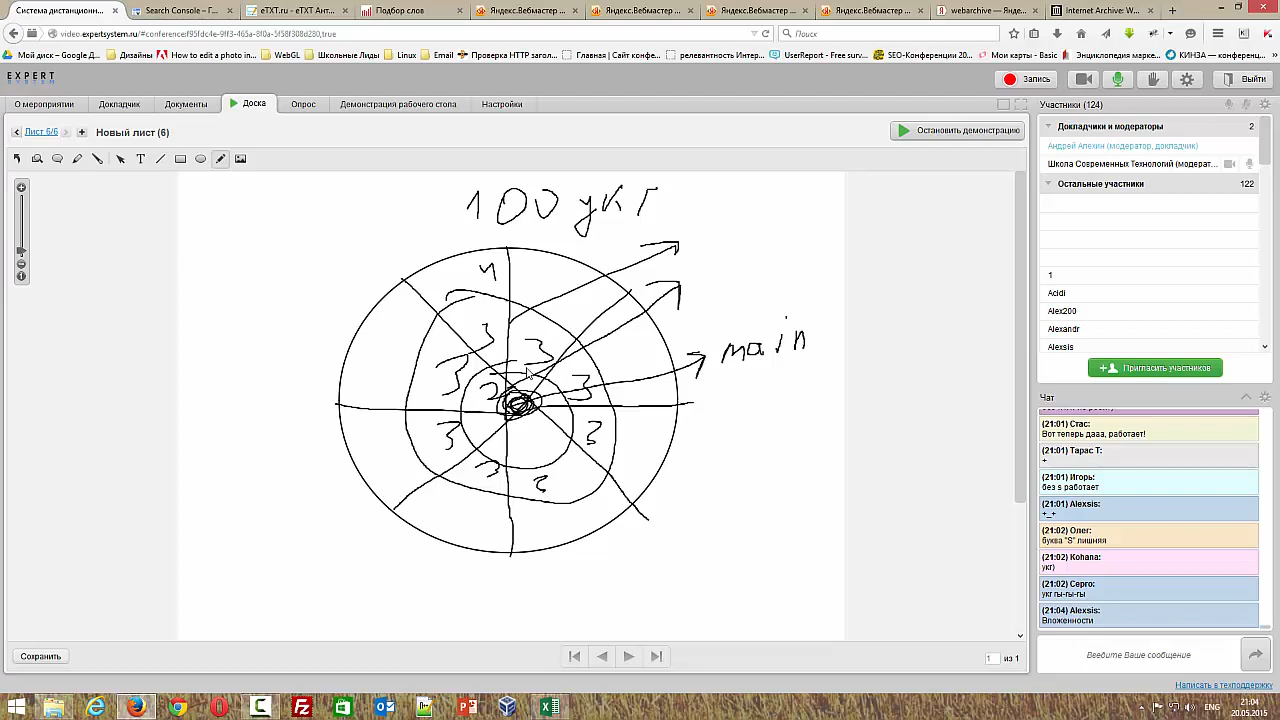 Система дистанционн...
Search Console – Г...
eTXT.ru - eTXT Ант...
Подбор слов
Яндекс.Вебмастер ...
Яндекс.Вебмастер ...
Яндекс.Вебмастер ...
Яндекс.Вебмастер ...
webarchive — Янде...
Internet Archive: W...
video.expertsystem.ru/#conference:f95fdc4e-9ff3-465a-8f0a-5f58f308d280,true
Поиск
Мой диск – Google D...
Дизайны
How to edit a photo in...
WebGL
Школьные Лиды
Linux
Email
Проверка HTTP загол...
Главная | Сайт конфе...
релевантность Интер...
UserReport - Free surv...
SEO-Конференции 20...
Мои карты - Basic
Энциклопедия марке...
КИНЗА — конференц...
EXPERT
SYSTEM
Запись
Выйти
О мероприятии
Докладчик
Документы
Доска
Опрос
Демонстрация рабочего стола
Настройки
Участники (124)
Лист 6/6
Новый лист (6)
Остановить демонстрацию
Докладчики и модераторы 2
Андрей Алехин (модератор, докладчик)
Школа Современных Технологий (модерат...
Остальные участники 122
1
Acidi
Alex200
Alexandr
Alexsis
Пригласить участников
100 укг
4
3
3
3
3
2
main
3
3
3
Чат
(21:01) Стас:
Вот теперь дааа, работает!
(21:01) Тарас Т:
+
(21:01) Игорь:
без s работает
(21:01) Alexsis:
+_+
(21:02) Олег:
буква "S" лишняя
(21:02) Kohana:
укг)
(21:02) Серго:
укг гы-гы-гы
(21:04) Alexsis:
Вложенности
Введите Ваше сообщение
Сохранить
1 из 1
Написать в техподдержку
ENG
21:04
20.05.2015